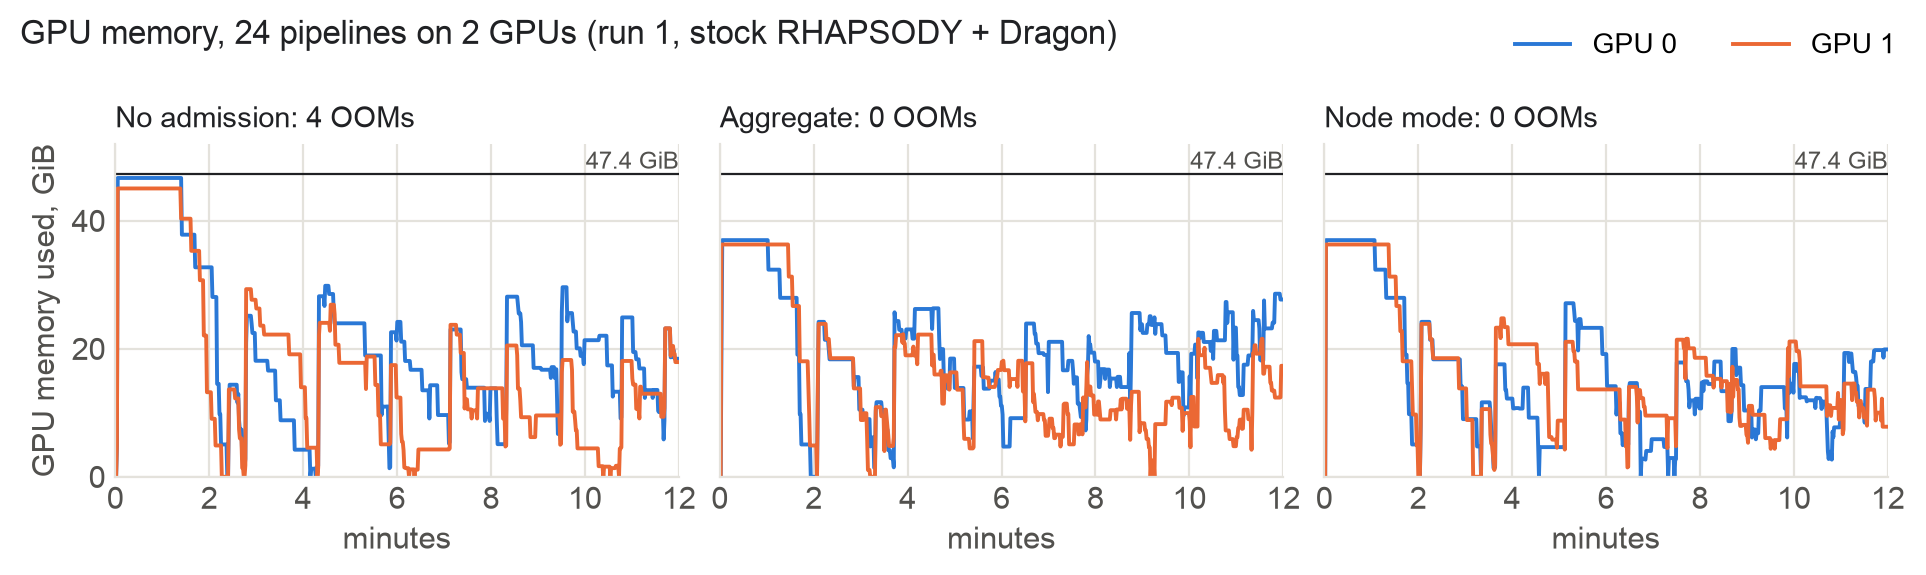 GPU memory, 24 pipelines on 2 GPUs (run 1, stock RHAPSODY + Dragon)
GPU 0
GPU 1
No admission: 4 OOMs
Aggregate: 0 OOMs
Node mode: 0 OOMs
47.4 GiB
47.4 GiB
47.4 GiB
GPU memory used, GiB
40
20
0
0 2 4 6 8 10 12
0 2 4 6 8 10 12
0 2 4 6 8 10 12
minutes
minutes
minutes